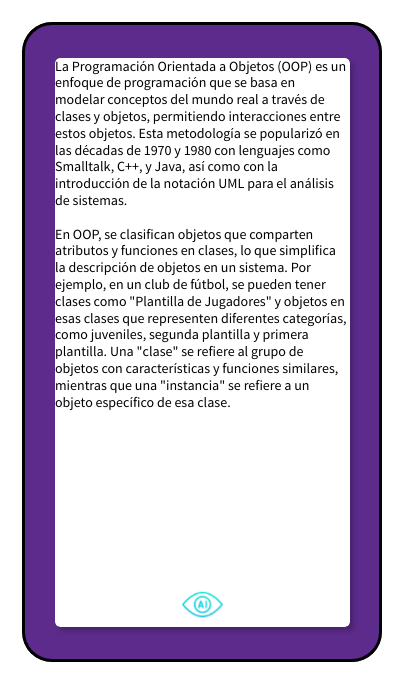 La Programación Orientada a Objetos (OOP) es un
enfoque de programación que se basa en
modelar conceptos del mundo real a través de
clases y objetos, permitiendo interacciones entre
estos objetos. Esta metodología se popularizó en
las décadas de 1970 y 1980 con lenguajes como
Smalltalk, C++, y Java, así como con la
introducción de la notación UML para el análisis
de sistemas.

En OOP, se clasifican objetos que comparten
atributos y funciones en clases, lo que simplifica
la descripción de objetos en un sistema. Por
ejemplo, en un club de fútbol, se pueden tener
clases como "Plantilla de Jugadores" y objetos en
esas clases que representen diferentes categorías,
como juveniles, segunda plantilla y primera
plantilla. Una "clase" se refiere al grupo de
objetos con características y funciones similares,
mientras que una "instancia" se refiere a un
objeto específico de esa clase.
AI